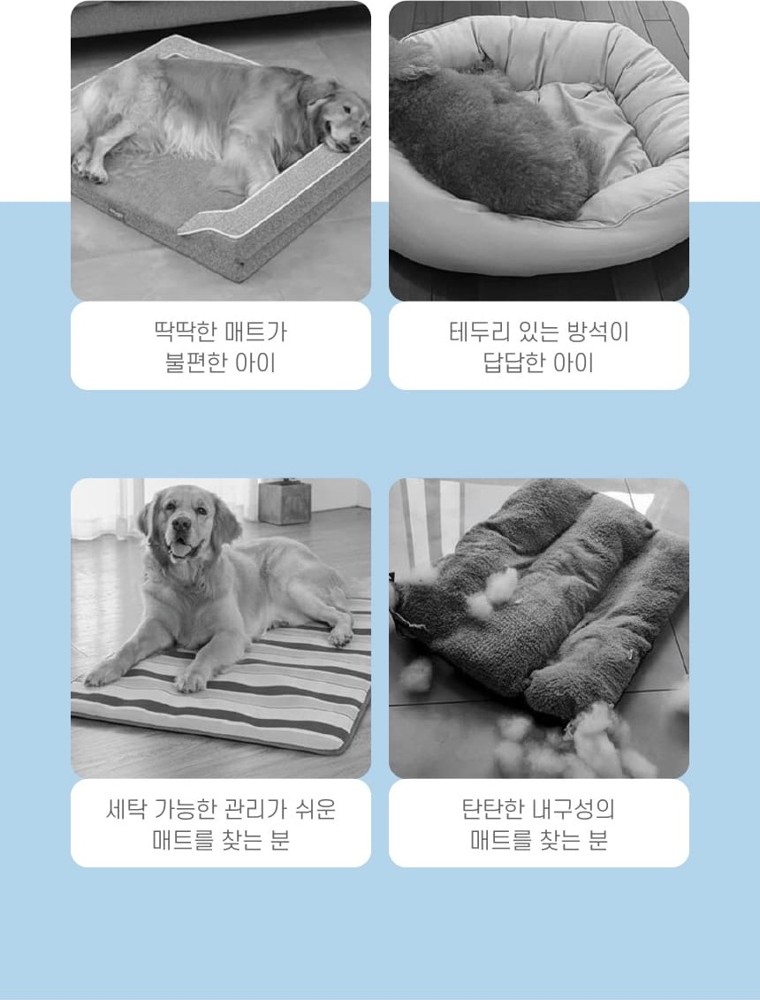 딱딱한 매트가
불편한 아이
테두리 있는 방석이
답답한 아이
세탁 가능한 관리가 쉬운
매트를 찾는 분
탄탄한 내구성의
매트를 찾는 분